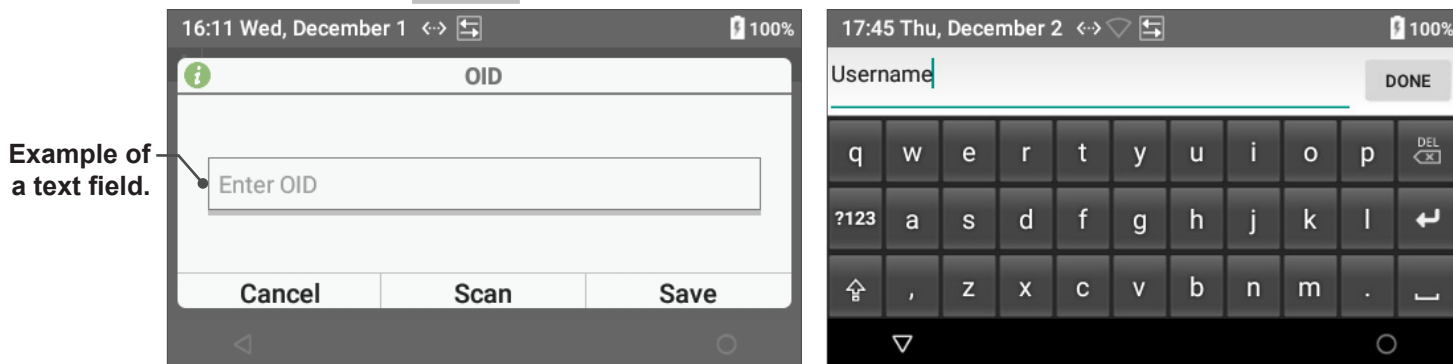 16:11 Wed, December 1
100%
OID
Example of
a text field.
Enter OID
Cancel Scan Save
17:45 Thu, December 2
100%
Username
DONE
q w e r t y u i o p DEL
?123 a s d f g h j k l
, z x c v b n m .